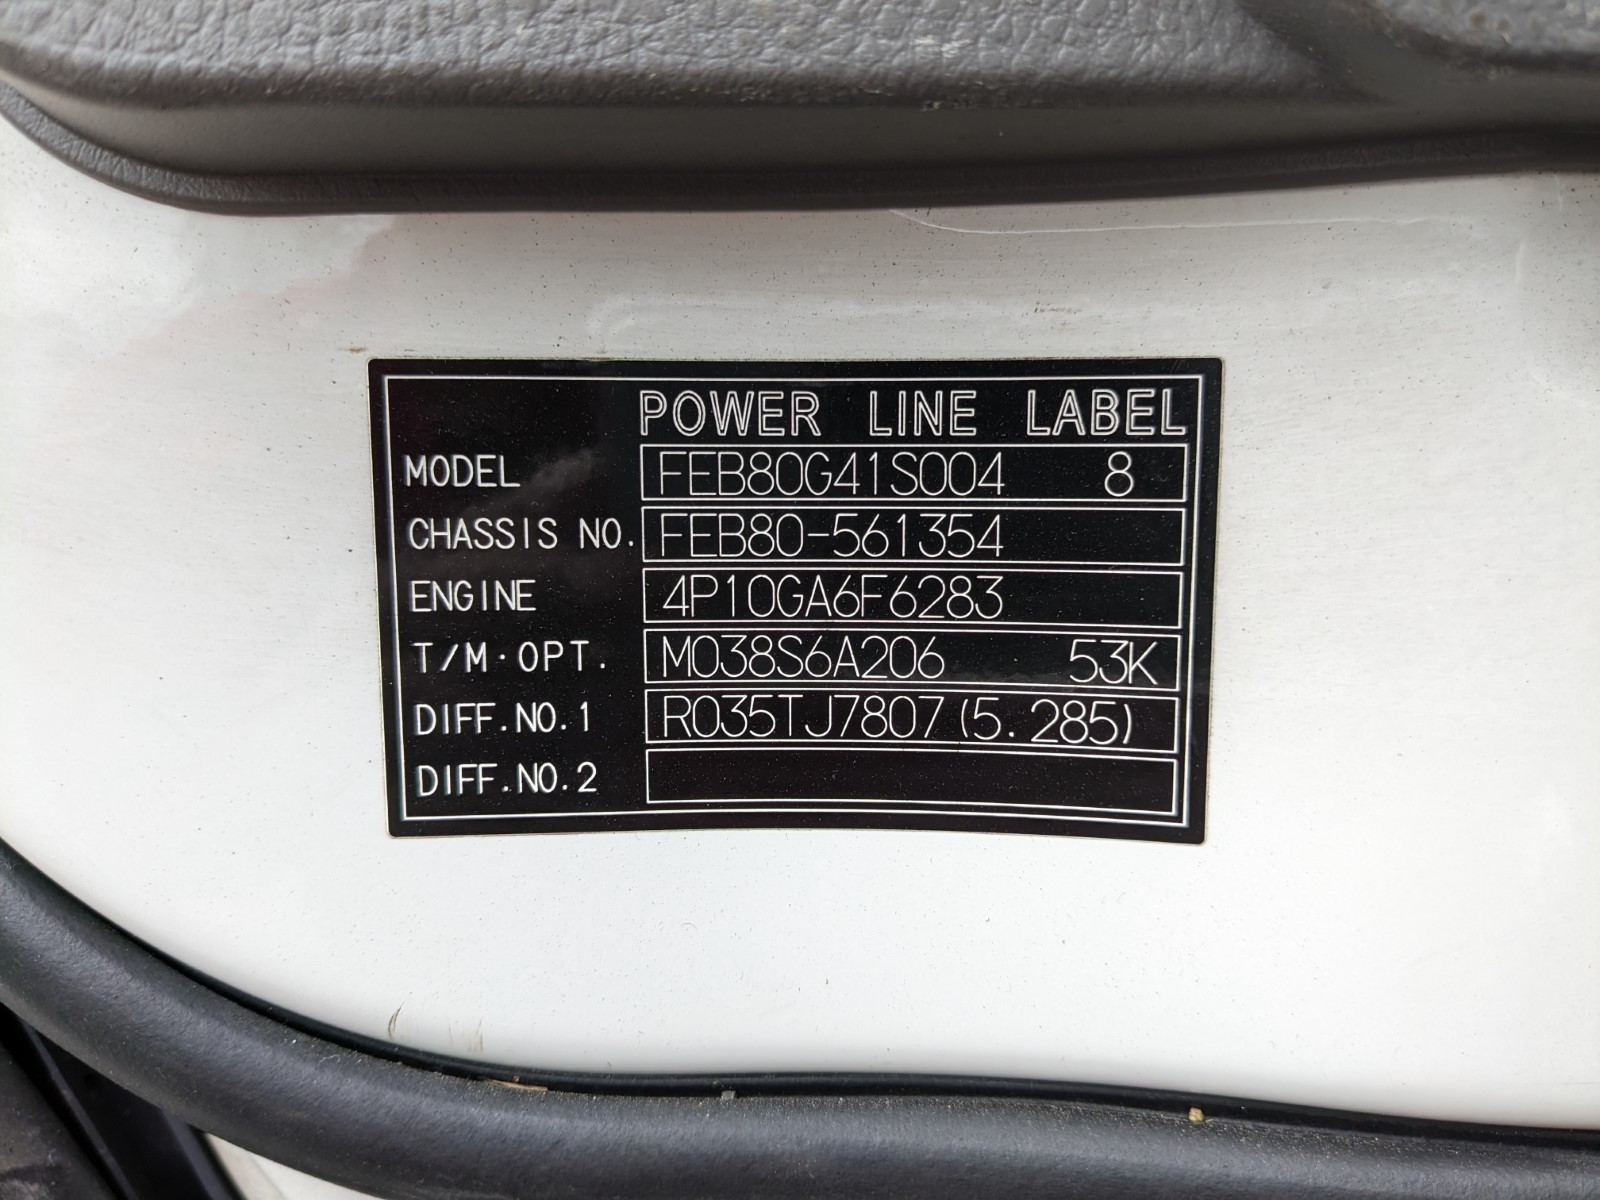 POWER LINE LABEL
MODEL FEB80G41S004 8
CHASSIS NO. FEB80-561354
ENGINE 4P10GA6F6283
T/M·OPT. M038S6A206 53K
DIFF.NO.1 R035TJ7807(5.285)
DIFF.NO.2